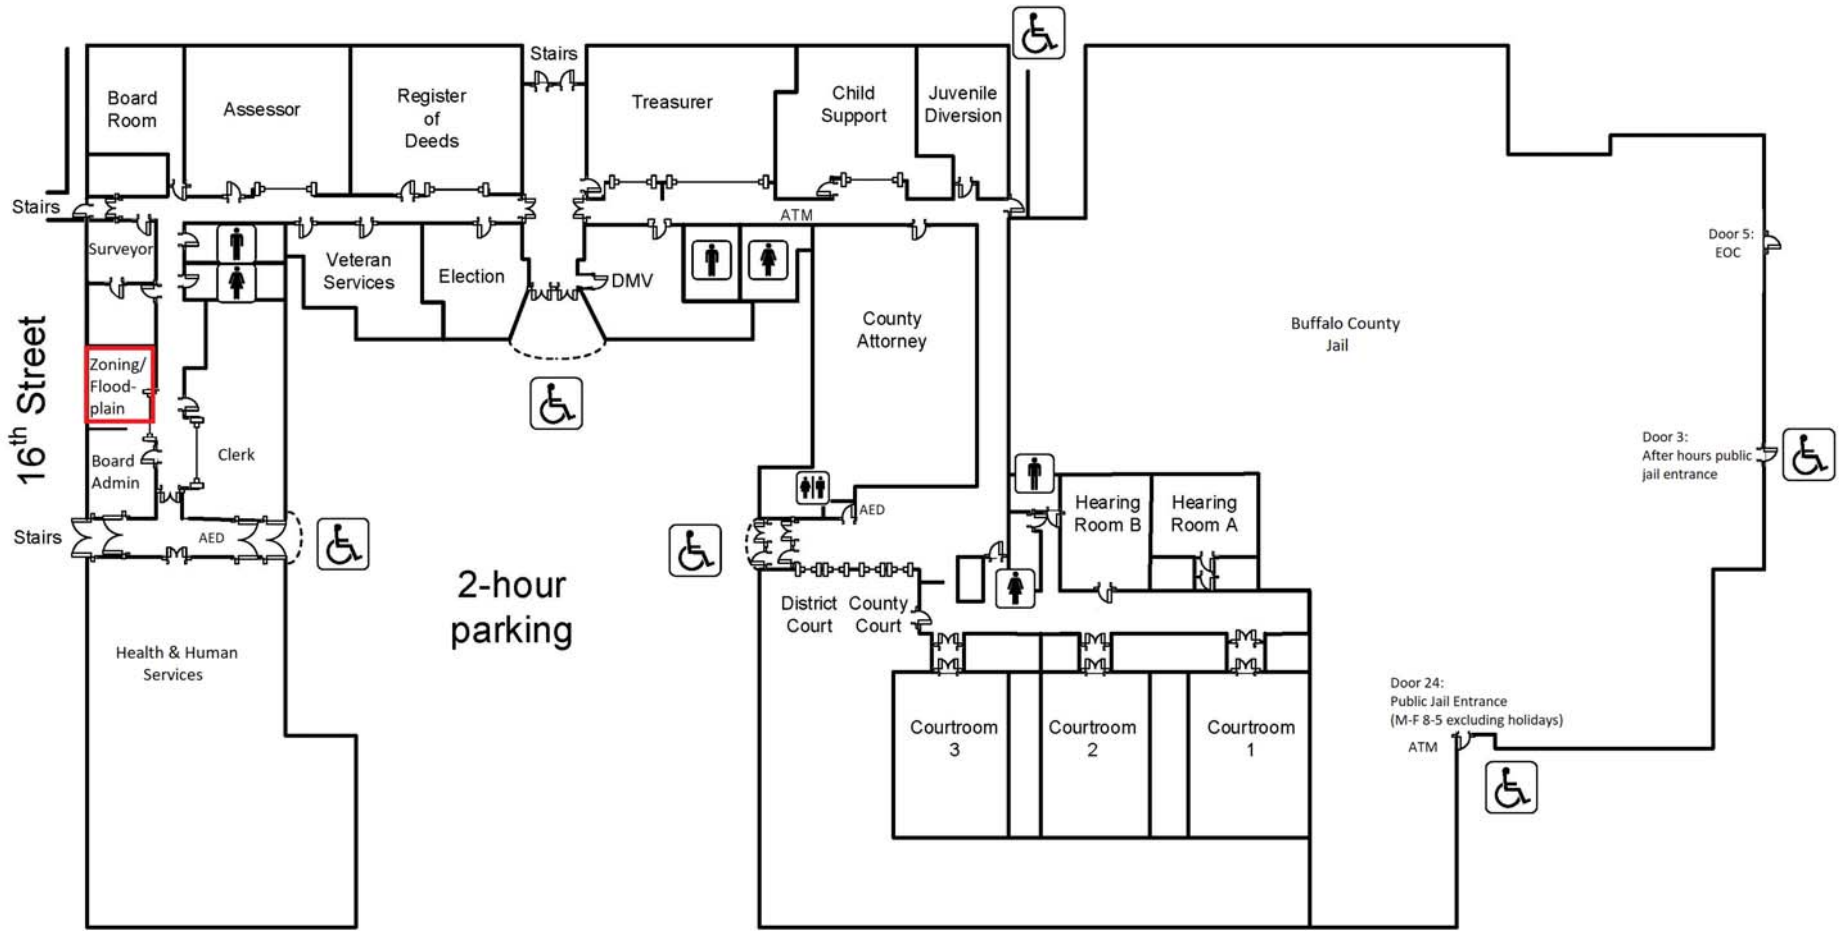 Stairs
Board
Room
Assessor
Register
of
Deeds
Treasurer
Child
Support
Juvenile
Diversion
Stairs
ATM
Surveyor
Veteran
Services
Election
DMV
Door 5:
EOC
County
Attorney
Buffalo County
Jail
16th Street
Zoning/
Flood-
plain
Board
Admin
Clerk
Door 3:
After hours public
jail entrance
Hearing
Room B
Hearing
Room A
AED
Stairs
AED
2-hour
parking
District
Court
County
Court
Health & Human
Services
Door 24:
Public Jail Entrance
(M-F 8-5 excluding holidays)
ATM
Courtroom
3
Courtroom
2
Courtroom
1